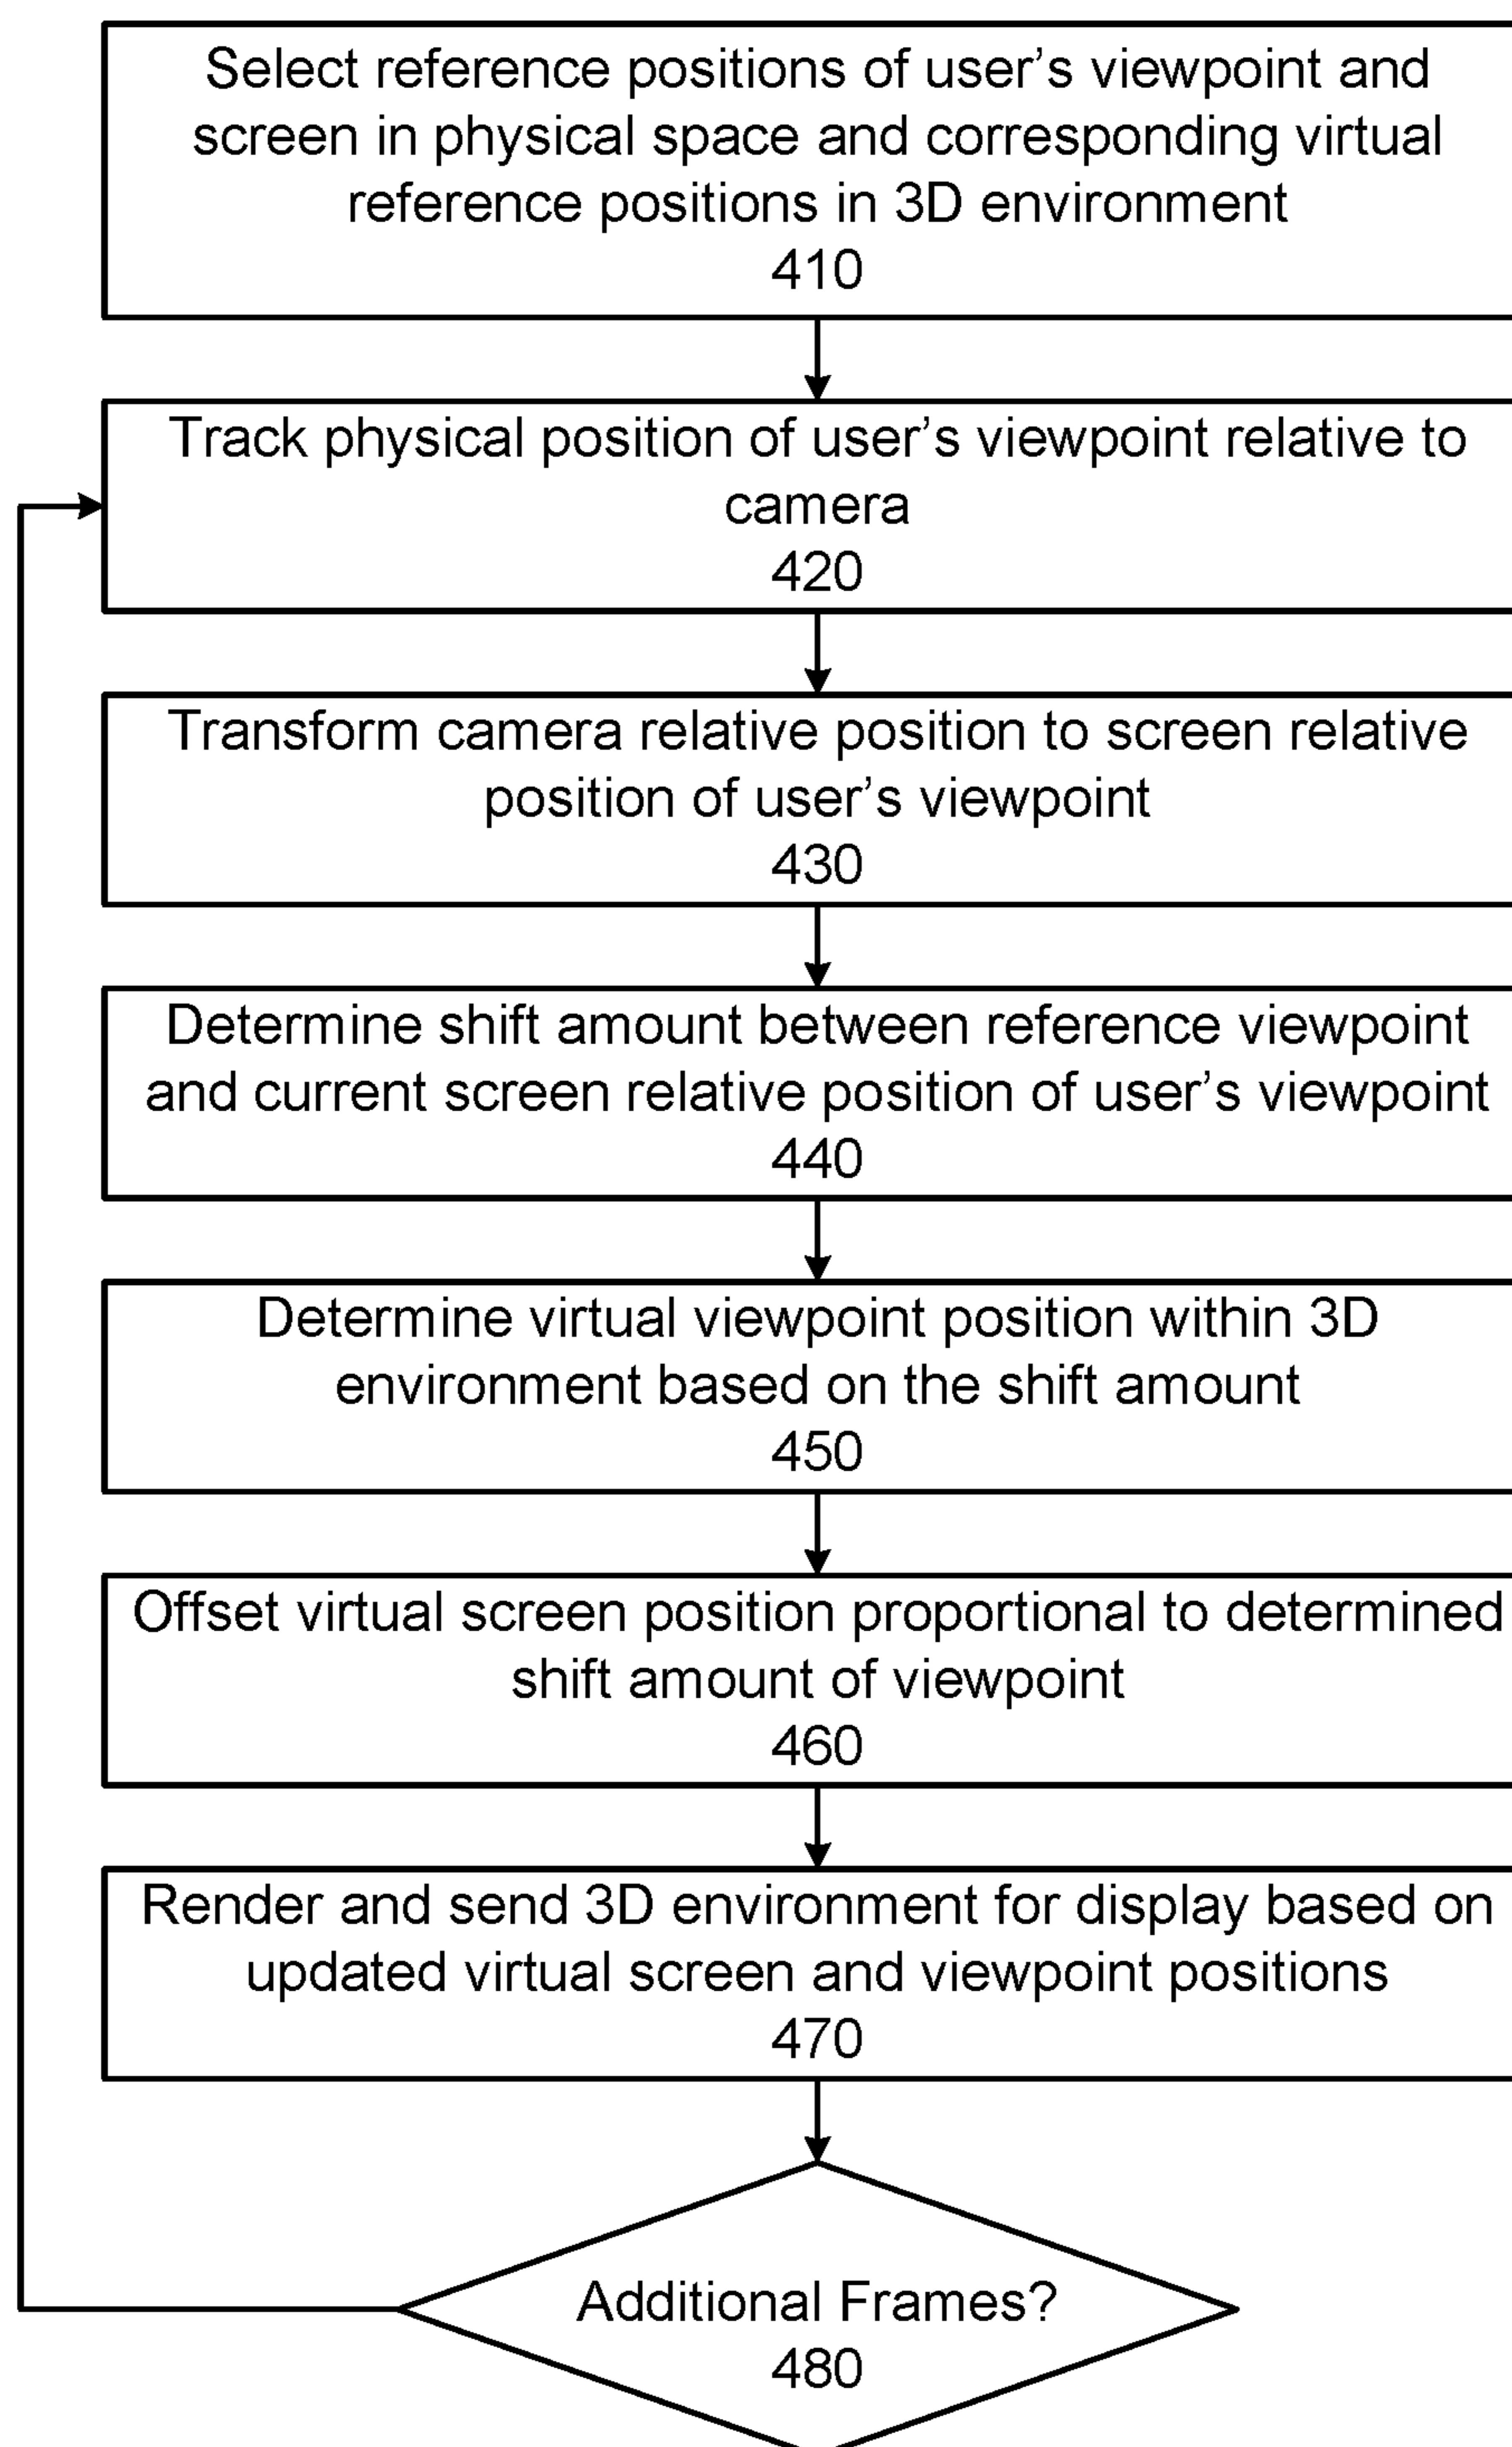 Select reference positions of user’s viewpoint and
screen in physical space and corresponding virtual
reference positions in 3D environment
410
Track physical position of user’s viewpoint relative to
camera
420
Transform camera relative position to screen relative
position of user’s viewpoint
430
Determine shift amount between reference viewpoint
and current screen relative position of user’s viewpoint
440
Determine virtual viewpoint position within 3D
environment based on the shift amount
450
Offset virtual screen position proportional to determined
shift amount of viewpoint
460
Render and send 3D environment for display based on
updated virtual screen and viewpoint positions
470
Additional Frames?
480